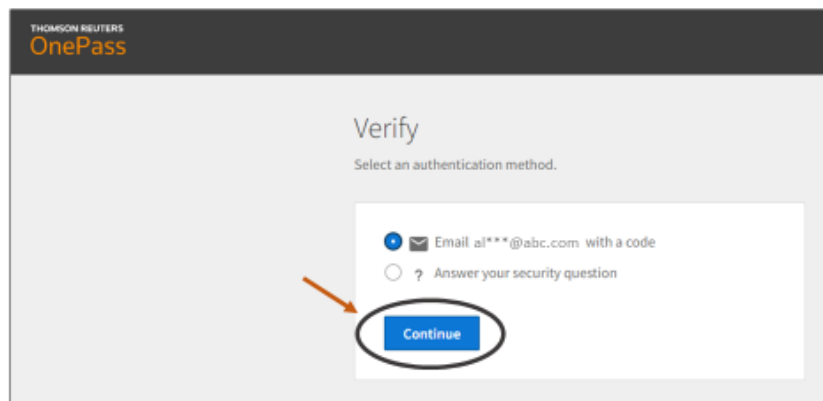 THOMSON REUTERS
OnePass
Verify
Select an authentication method.
Email al***@abc.com with a code
? Answer your security question
Continue